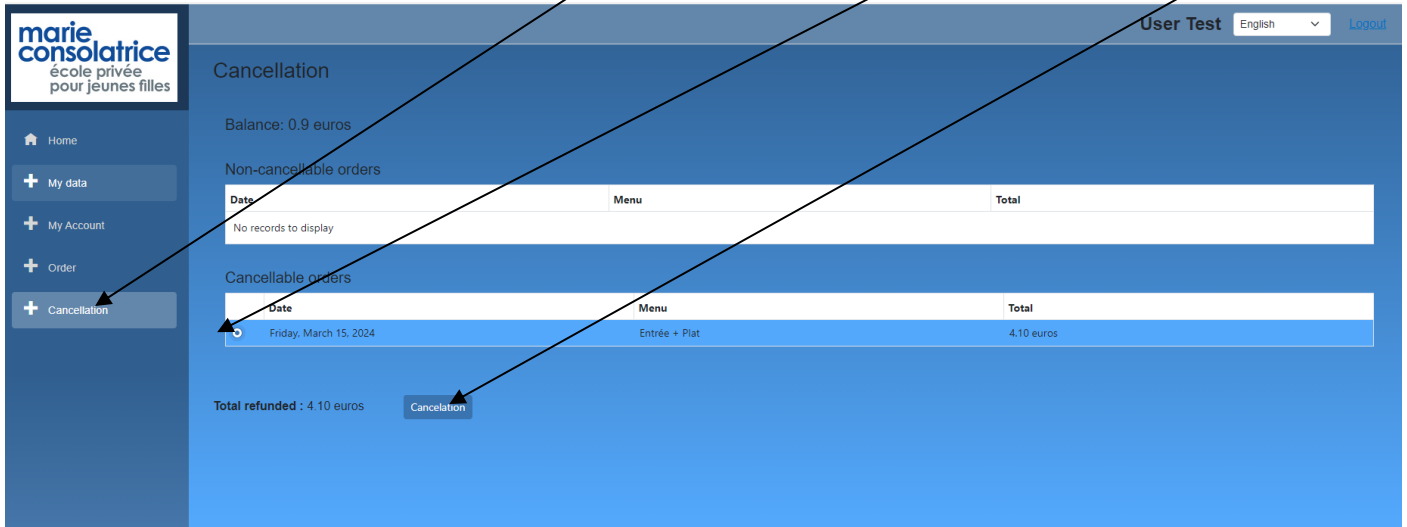 marie
consolatrice
école privée
pour jeunes filles
User Test English Logout
Home
My data
My Account
Order
Cancellation
Cancellation
Balance: 0.9 euros
Non-cancellable orders
Date Menu Total
No records to display
Cancellable orders
Date Menu Total
Friday, March 15, 2024 Entrée + Plat 4.10 euros
Total refunded : 4.10 euros Cancelation